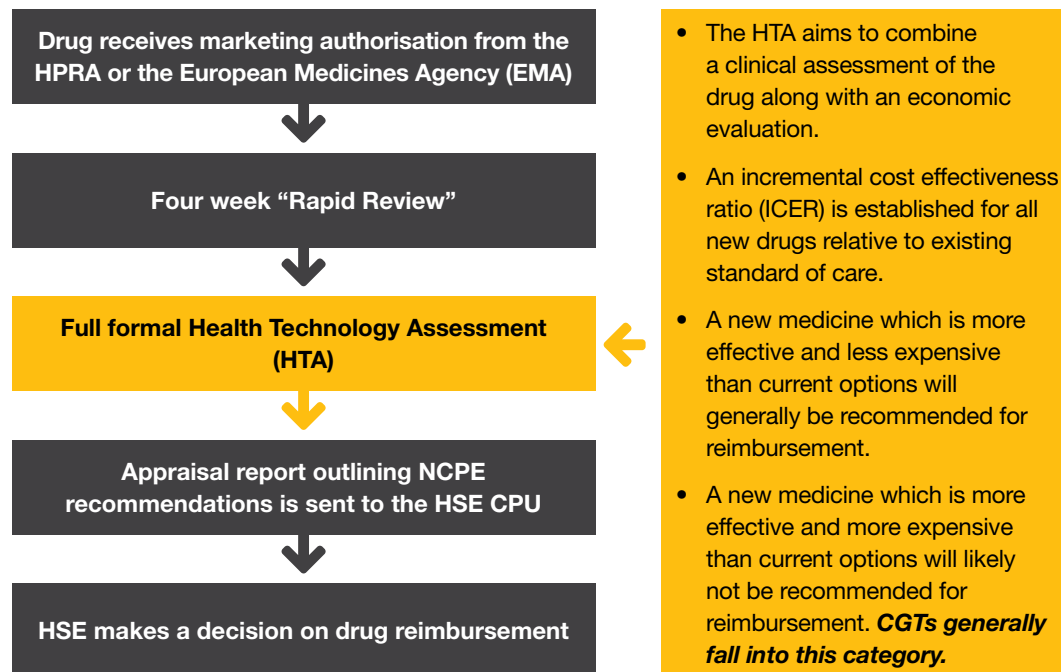 Drug receives marketing authorisation from the
HPRA or the European Medicines Agency (EMA)
Four week “Rapid Review”
Full formal Health Technology Assessment
(HTA)
Appraisal report outlining NCPE
recommendations is sent to the HSE CPU
HSE makes a decision on drug reimbursement
• The HTA aims to combine
a clinical assessment of the
drug along with an economic
evaluation.
• An incremental cost effectiveness
ratio (ICER) is established for all
new drugs relative to existing
standard of care.
• A new medicine which is more
effective and less expensive
than current options will
generally be recommended for
reimbursement.
• A new medicine which is more
effective and more expensive
than current options will likely
not be recommended for
reimbursement. CGTs generally
fall into this category.